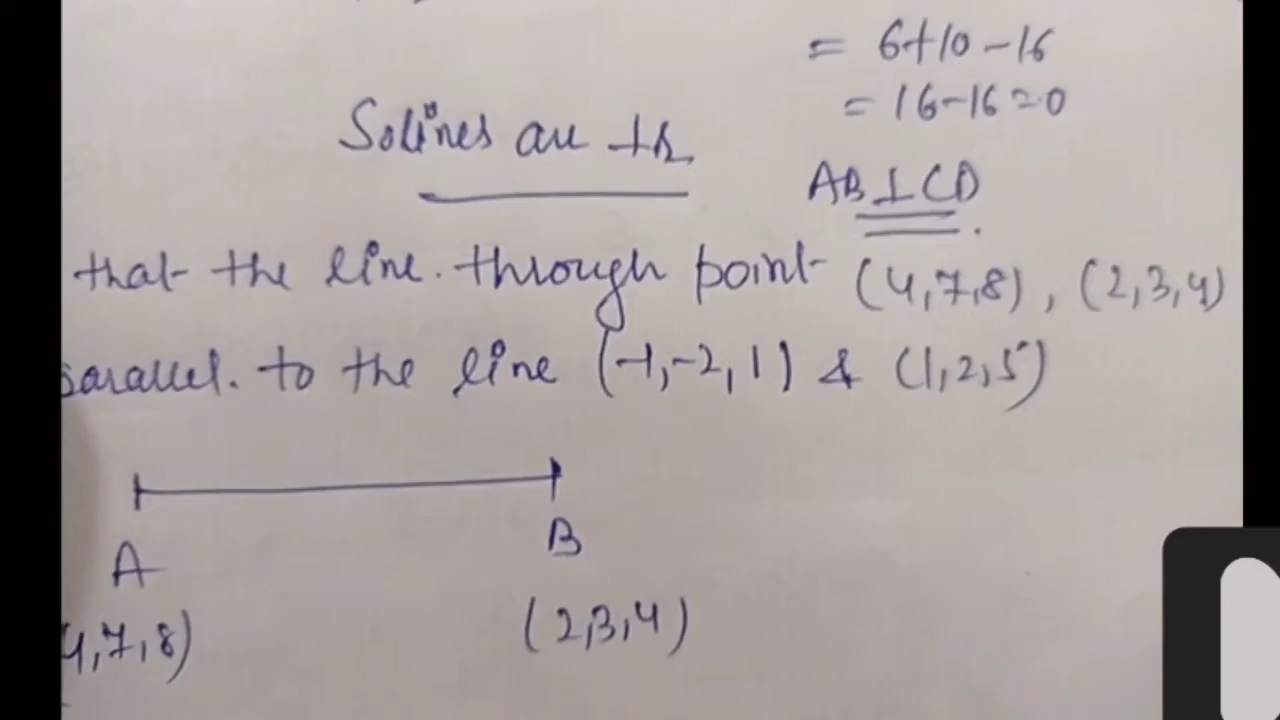 = 6+10-16
= 16-16=0
So lines are ⊥r.
AB⊥CD.
that the line. through point (4,7,8), (2,3,4)
parallel. to the line (-1,-2,1) & (1,2,5)
A
B
4,7,8)
(2,3,4)